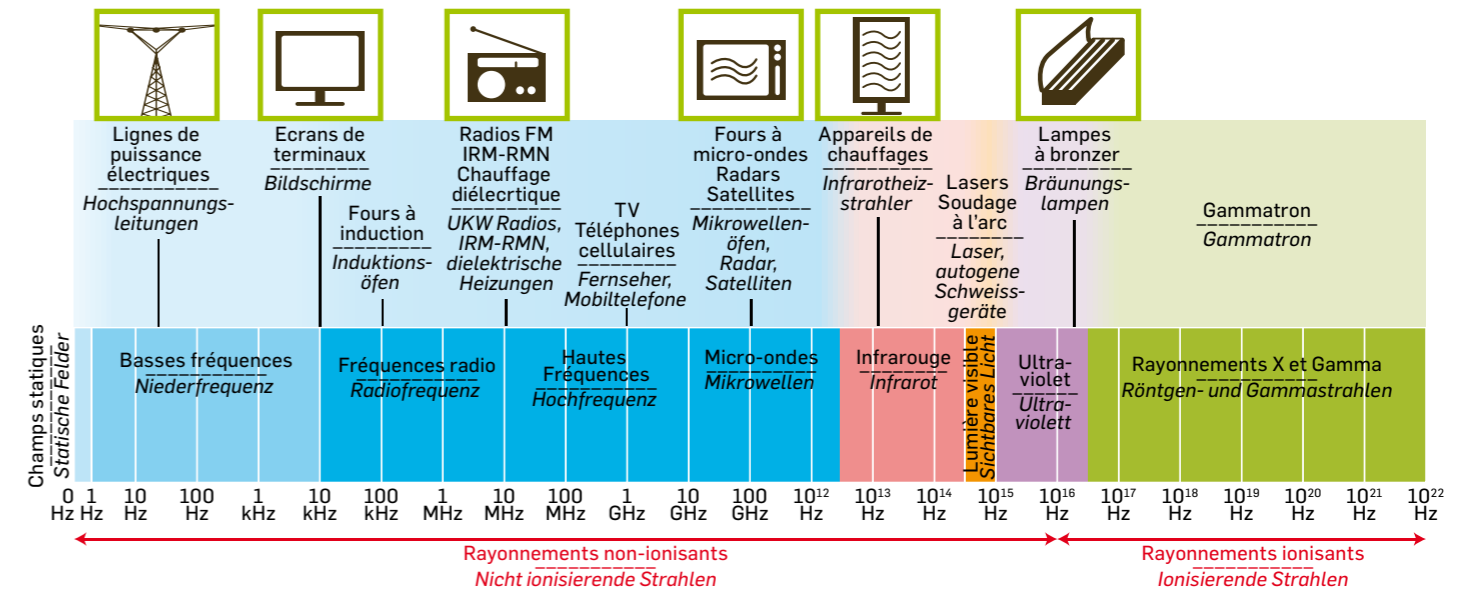 Lignes de
puissance
électriques
Hochspannungs-
leitungen
Ecrans de
terminaux
Bildschirme
Fours à
induction
Induktions-
öfen
Radios FM
IRM-RMN
Chauffage
diélecrtique
UKW Radios,
IRM-RMN,
dielektrische
Heizungen
TV
Téléphones
cellulaires
Fernseher,
Mobiltelefone
Fours à
micro-ondes
Radars
Satellites
Mikrowellen-
öfen,
Radar,
Satelliten
Appareils de
chauffages
Infrarotheiz-
strahler
Lasers
Soudage
à l'arc
Laser,
autogene
Schweiss-
geräte
Lampes
à bronzer
Bräunungs-
lampen
Gammatron
Gammatron
Champs statiques
Statische Felder
Basses fréquences
Niederfrequenz
Fréquences radio
Radiofrequenz
Hautes
Fréquences
Hochfrequenz
Micro-ondes
Mikrowellen
Infrarouge
Infrarot
Lumière visible
Sichtbares Licht
Ultra-
violet
Ultra-
violett
Rayonnements X et Gamma
Röntgen- und Gammastrahlen
0 Hz
1 Hz
10 Hz
100 Hz
1 kHz
10 kHz
100 kHz
1 MHz
10 MHz
100 MHz
1 GHz
10 GHz
100 GHz
10¹² Hz
10¹³ Hz
10¹⁴ Hz
10¹⁵ Hz
10¹⁶ Hz
10¹⁷ Hz
10¹⁸ Hz
10¹⁹ Hz
10²⁰ Hz
10²¹ Hz
10²² Hz
Rayonnements non-ionisants
Nicht ionisierende Strahlen
Rayonnements ionisants
Ionisierende Strahlen